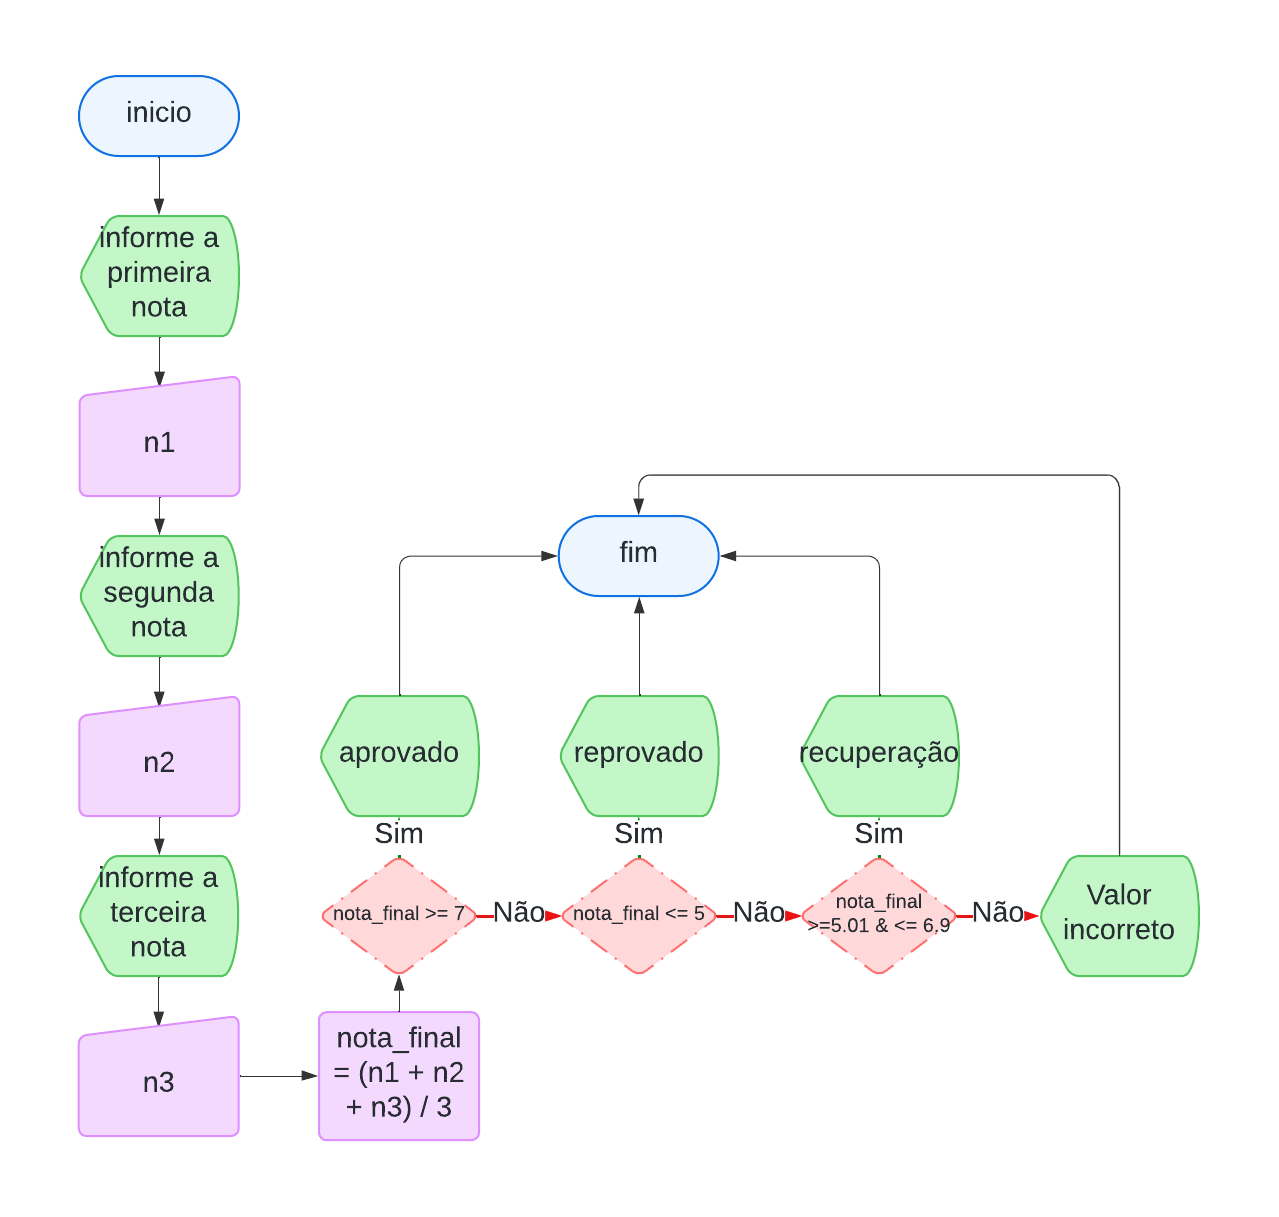 inicio
informe a
primeira
nota
n1
informe a
segunda
nota
n2
informe a
terceira
nota
n3
nota_final
= (n1 + n2
+ n3) / 3
nota_final >= 7
Sim
aprovado
Não
nota_final <= 5
Sim
reprovado
Não
nota_final
>=5.01 & <= 6.9
Sim
recuperação
Não
Valor
incorreto
fim